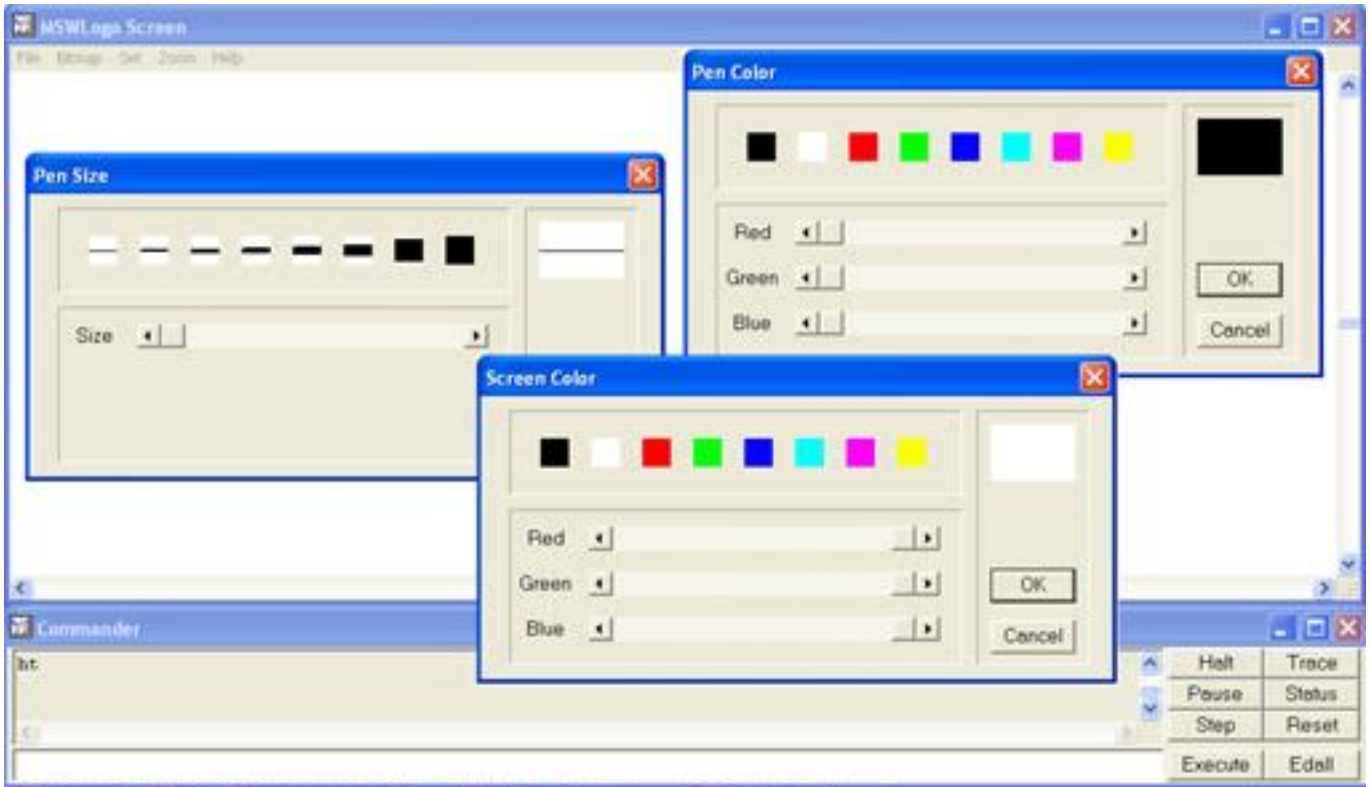 MSWLogo Screen
File Bitmap Set Zoom Help
Pen Color
Red
Green
Blue
OK
Cancel
Pen Size
Size
Screen Color
Red
Green
Blue
OK
Cancel
Commander
ht
Halt Trace
Pause Status
Step Reset
Execute Edall